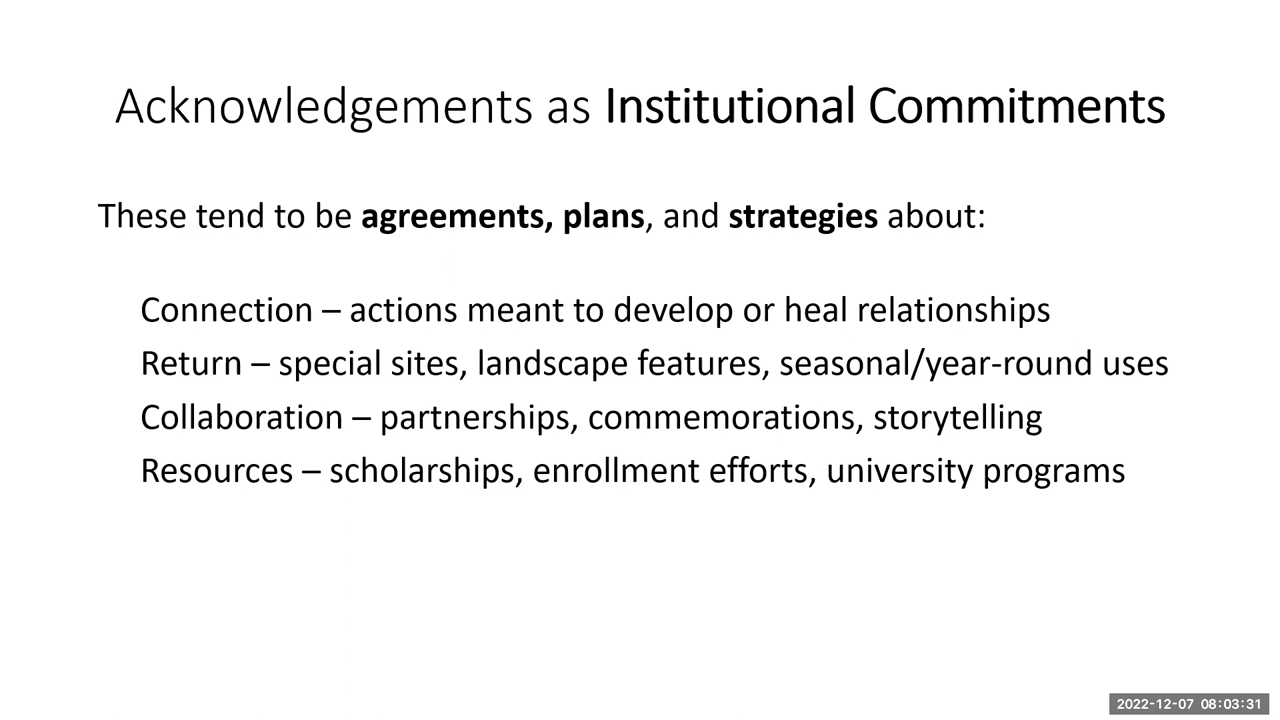 Acknowledgements as Institutional Commitments
These tend to be agreements, plans, and strategies about:
Connection – actions meant to develop or heal relationships
Return – special sites, landscape features, seasonal/year-round uses
Collaboration – partnerships, commemorations, storytelling
Resources – scholarships, enrollment efforts, university programs
2022-12-07 08:03:31